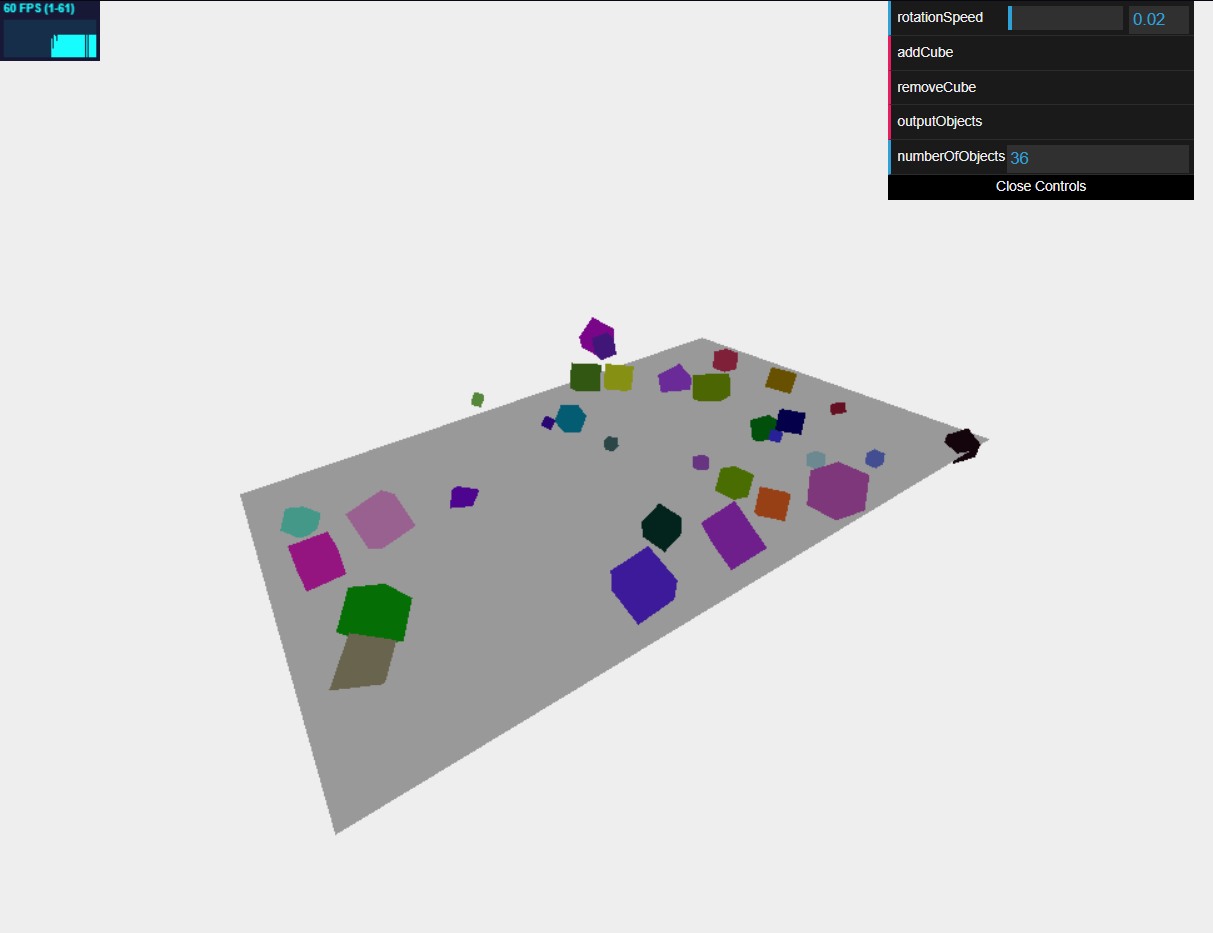 60 FPS (1-61)
rotationSpeed 0.02
addCube
removeCube
outputObjects
numberOfObjects 36
Close Controls